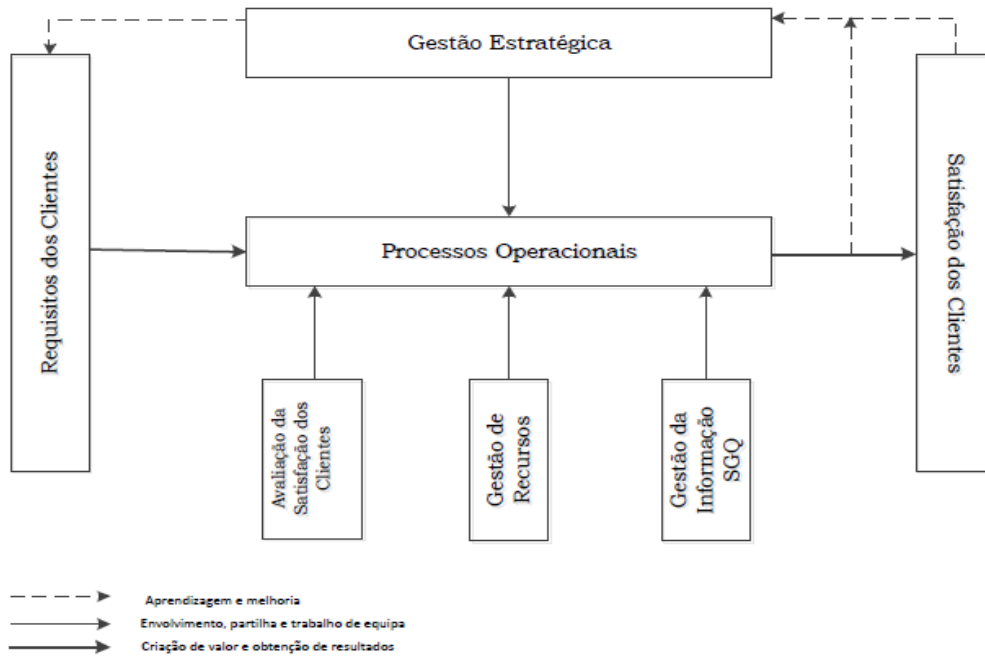 Gestão Estratégica
Requisitos dos Clientes
Processos Operacionais
Satisfação dos Clientes
Avaliação da
Satisfação dos
Clientes
Gestão de
Recursos
Gestão da
Informação
SGQ
Aprendizagem e melhoria
Envolvimento, partilha e trabalho de equipa
Criação de valor e obtenção de resultados